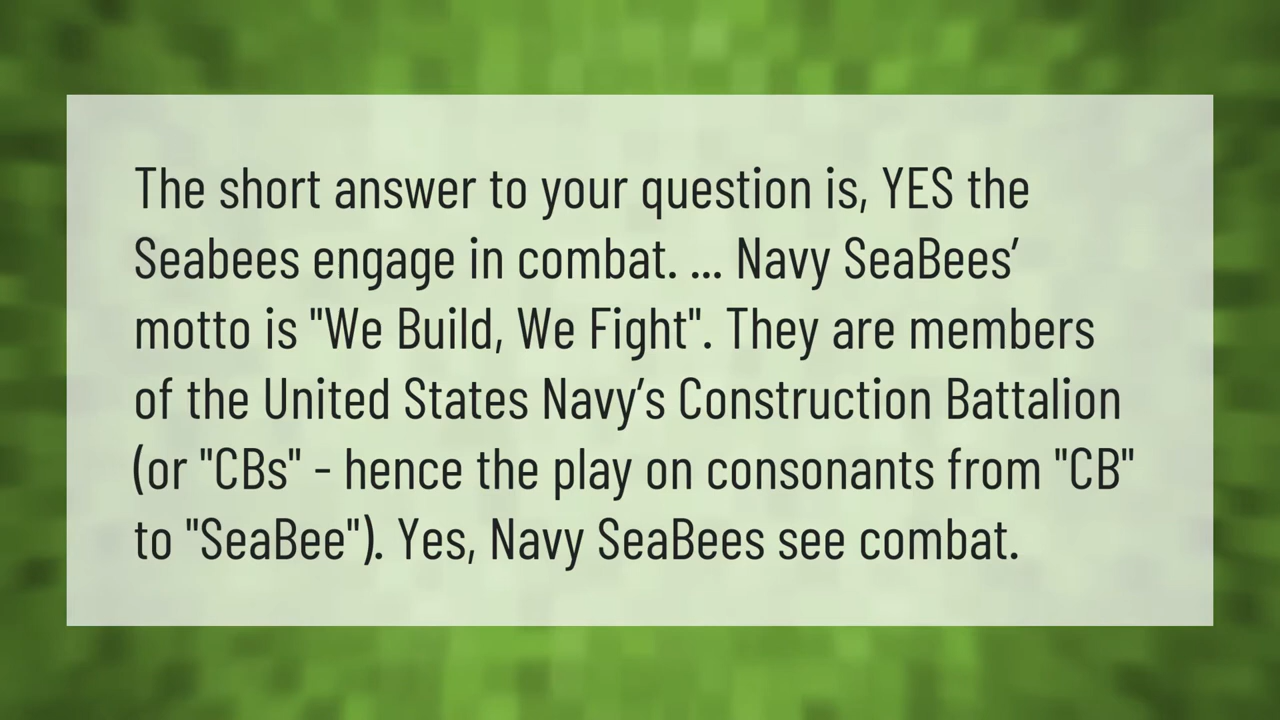 The short answer to your question is, YES the
Seabees engage in combat. ... Navy SeaBees’
motto is "We Build, We Fight". They are members
of the United States Navy’s Construction Battalion
(or "CBs" - hence the play on consonants from "CB"
to "SeaBee"). Yes, Navy SeaBees see combat.